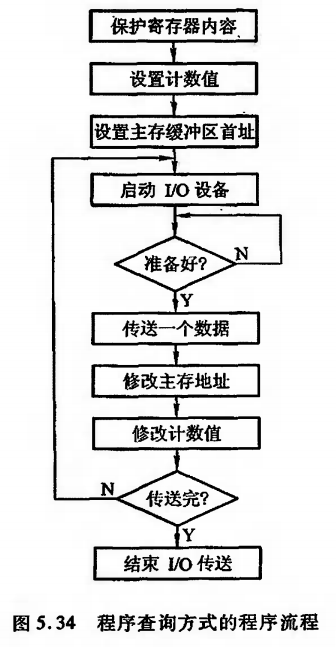 保护寄存器内容
设置计数值
设置主存缓冲区首址
启动 I/O 设备
准备好?
N
Y
传送一个数据
修改主存地址
修改计数值
传送完?
N
Y
结束 I/O 传送
图 5.34 程序查询方式的程序流程